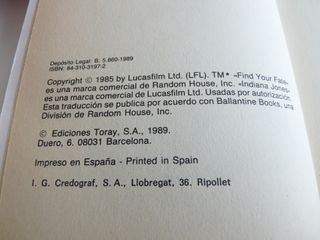 Depósito Legal: B. 5.660-1989
ISBN: 84-310-3197-2
Copyright © 1985 by Lucasfilm Ltd. (LFL). TM* «Find Your Fate»
es una marca comercial de Random House, Inc. «Indiana Jones»
es una marca comercial de Lucasfilm Ltd. Usadas por autorización.
Esta traducción se publica por acuerdo con Ballantine Books, una
División de Random House, Inc.
© Ediciones Toray, S.A., 1989.
Duero, 6. 08031 Barcelona.
Impreso en España - Printed in Spain
I. G. Credograf, S. A., Llobregat, 36. Ripollet